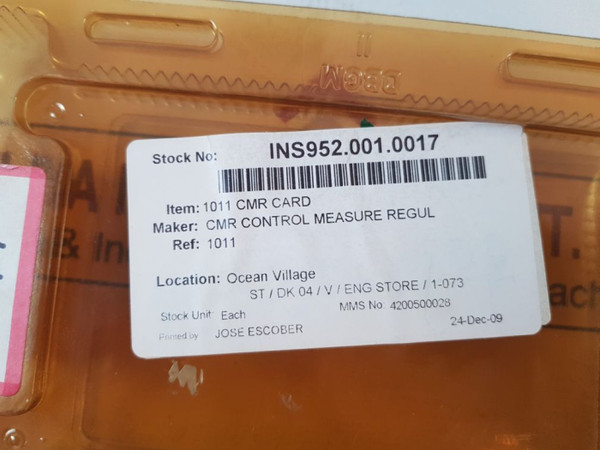 DBGM
Stock No: INS952.001.0017
Item: 1011 CMR CARD
Maker: CMR CONTROL MEASURE REGUL
Ref: 1011
Location: Ocean Village
ST / DK 04 / V / ENG STORE / 1-073
Stock Unit: Each MMS No: 4200500028
Printed by JOSE ESCOBER 24-Dec-09